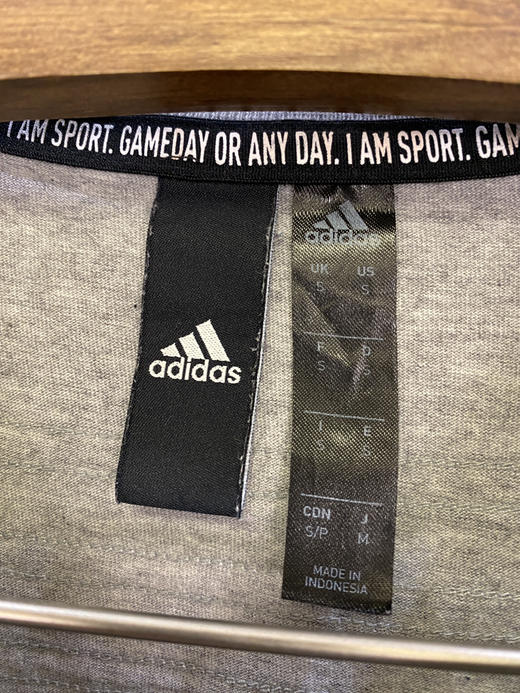 I AM SPORT. GAMEDAY OR ANY DAY. I AM SPORT. GAM
adidas
adidas
UK US
S S
F D
S S
I E
S S
CDN J
S/P M
MADE IN
INDONESIA